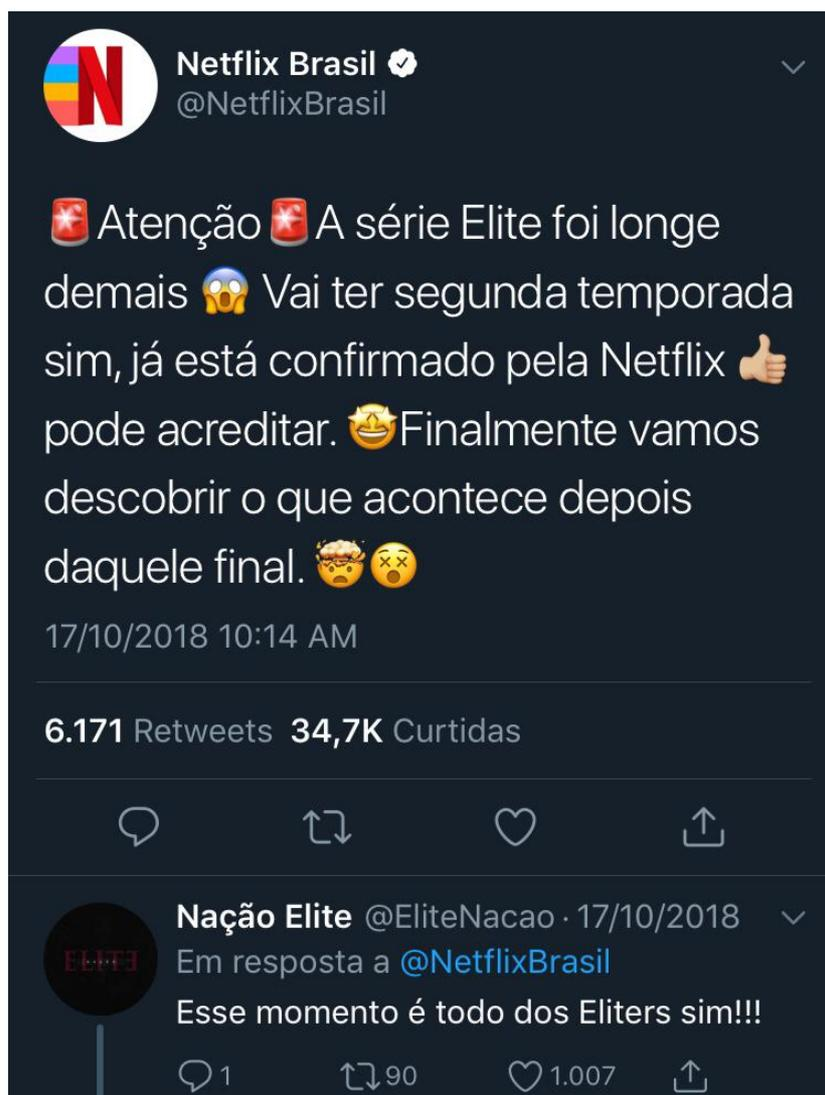 Netflix Brasil
@NetflixBrasil
🚨Atenção🚨A série Elite foi longe
demais 😱 Vai ter segunda temporada
sim, já está confirmado pela Netflix 👍🏼
pode acreditar. 🤩Finalmente vamos
descobrir o que acontece depois
daquele final. 🤯😵
17/10/2018 10:14 AM
6.171 Retweets 34,7K Curtidas
Nação Elite @EliteNacao · 17/10/2018
ELITE
Em resposta a @NetflixBrasil
Esse momento é todo dos Eliters sim!!!
1 90 1.007